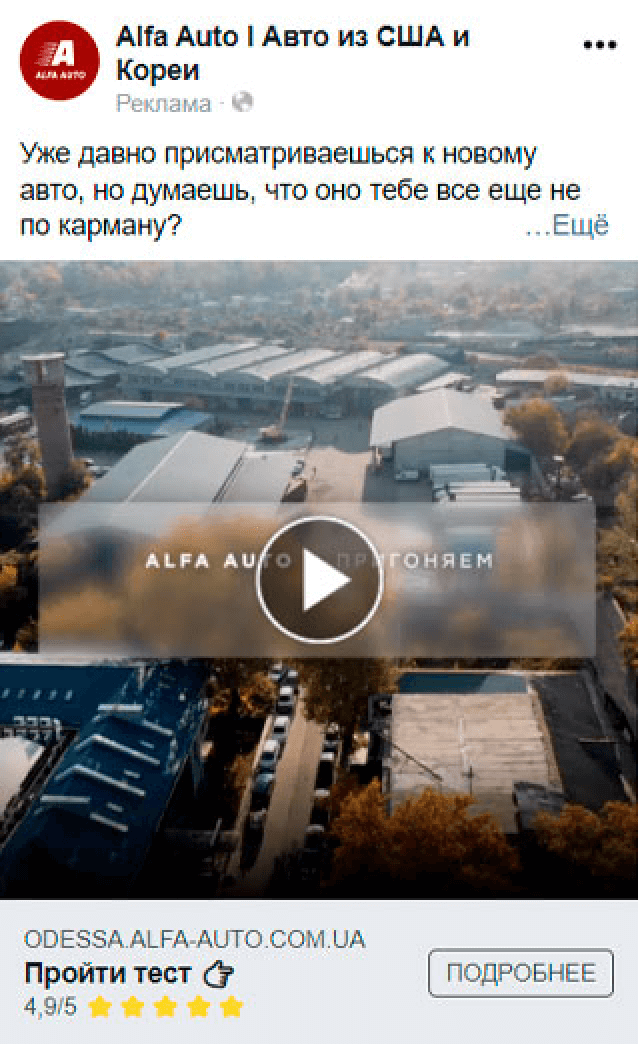 Alfa Auto I Авто из США и
Кореи
ALFA AUTO
Реклама ·
Уже давно присматриваешься к новому
авто, но думаешь, что оно тебе все еще не
по карману?
...Ещё
ALFA AUTO ПРИГОНЯЕМ
ODESSA.ALFA-AUTO.COM.UA
Пройти тест
ПОДРОБНЕЕ
4,9/5